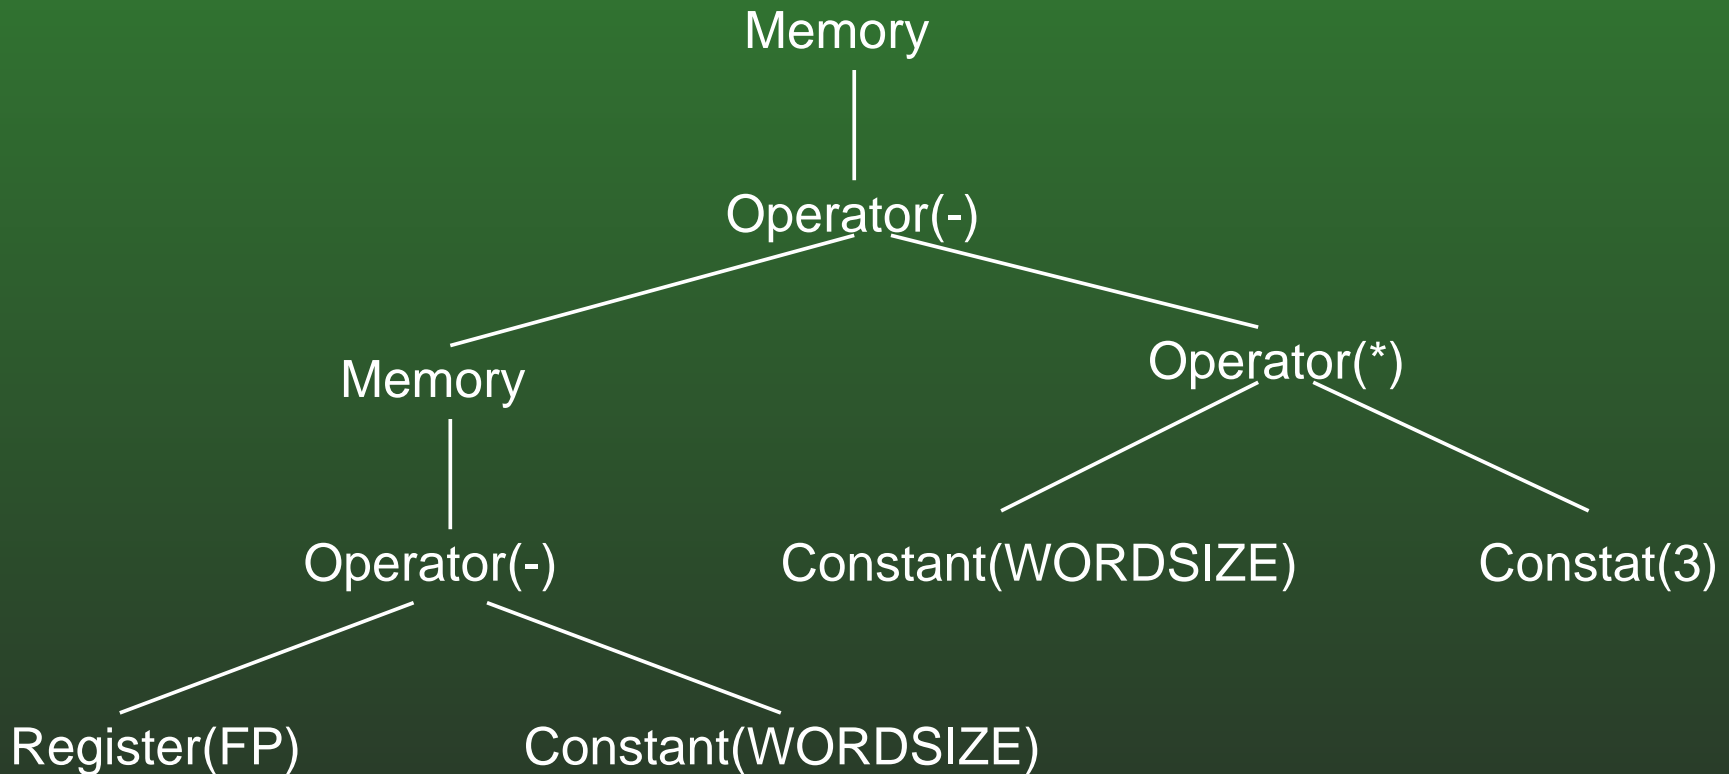 Memory
Operator(-)
Memory
Operator(*)
Operator(-)
Constant(WORDSIZE)
Constat(3)
Register(FP)
Constant(WORDSIZE)